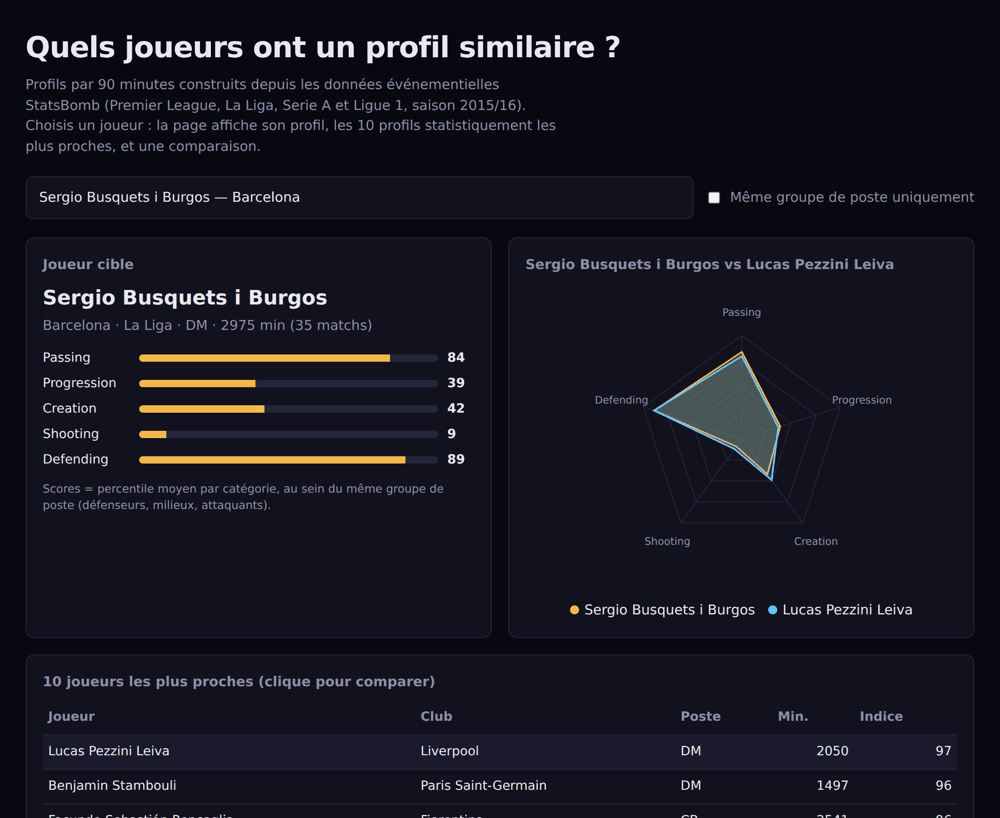 Quels joueurs ont un profil similaire ?
Profils par 90 minutes construits depuis les données événementielles
StatsBomb (Premier League, La Liga, Serie A et Ligue 1, saison 2015/16).
Choisis un joueur : la page affiche son profil, les 10 profils statistiquement les
plus proches, et une comparaison.
Sergio Busquets i Burgos — Barcelona
Même groupe de poste uniquement
Joueur cible
Sergio Busquets i Burgos
Barcelona · La Liga · DM · 2975 min (35 matchs)
Passing 84
Progression 39
Creation 42
Shooting 9
Defending 89
Scores = percentile moyen par catégorie, au sein du même groupe de
poste (défenseurs, milieux, attaquants).
Sergio Busquets i Burgos vs Lucas Pezzini Leiva
Passing
Defending
Progression
Shooting
Creation
Sergio Busquets i Burgos Lucas Pezzini Leiva
10 joueurs les plus proches (clique pour comparer)
Joueur Club Poste Min. Indice
Lucas Pezzini Leiva Liverpool DM 2050 97
Benjamin Stambouli Paris Saint-Germain DM 1497 96